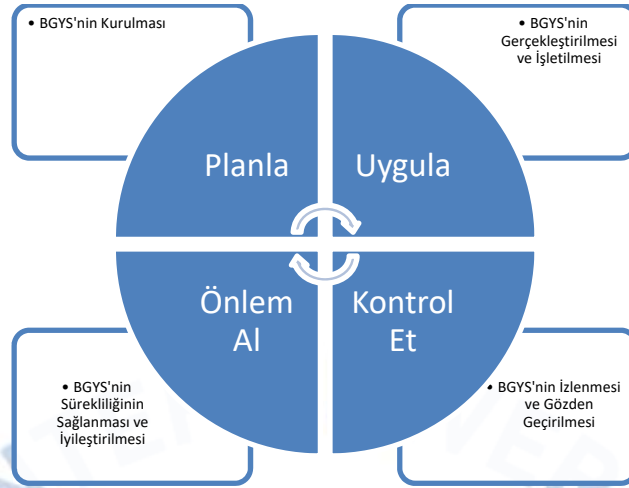 • BGYS'nin Kurulması
• BGYS'nin
Gerçekleştirilmesi
ve İşletilmesi
Planla
Uygula
Önlem
Al
Kontrol
Et
• BGYS'nin
Sürekliliğinin
Sağlanması ve
İyileştirilmesi
• BGYS'nin İzlenmesi
ve Gözden
Geçirilmesi